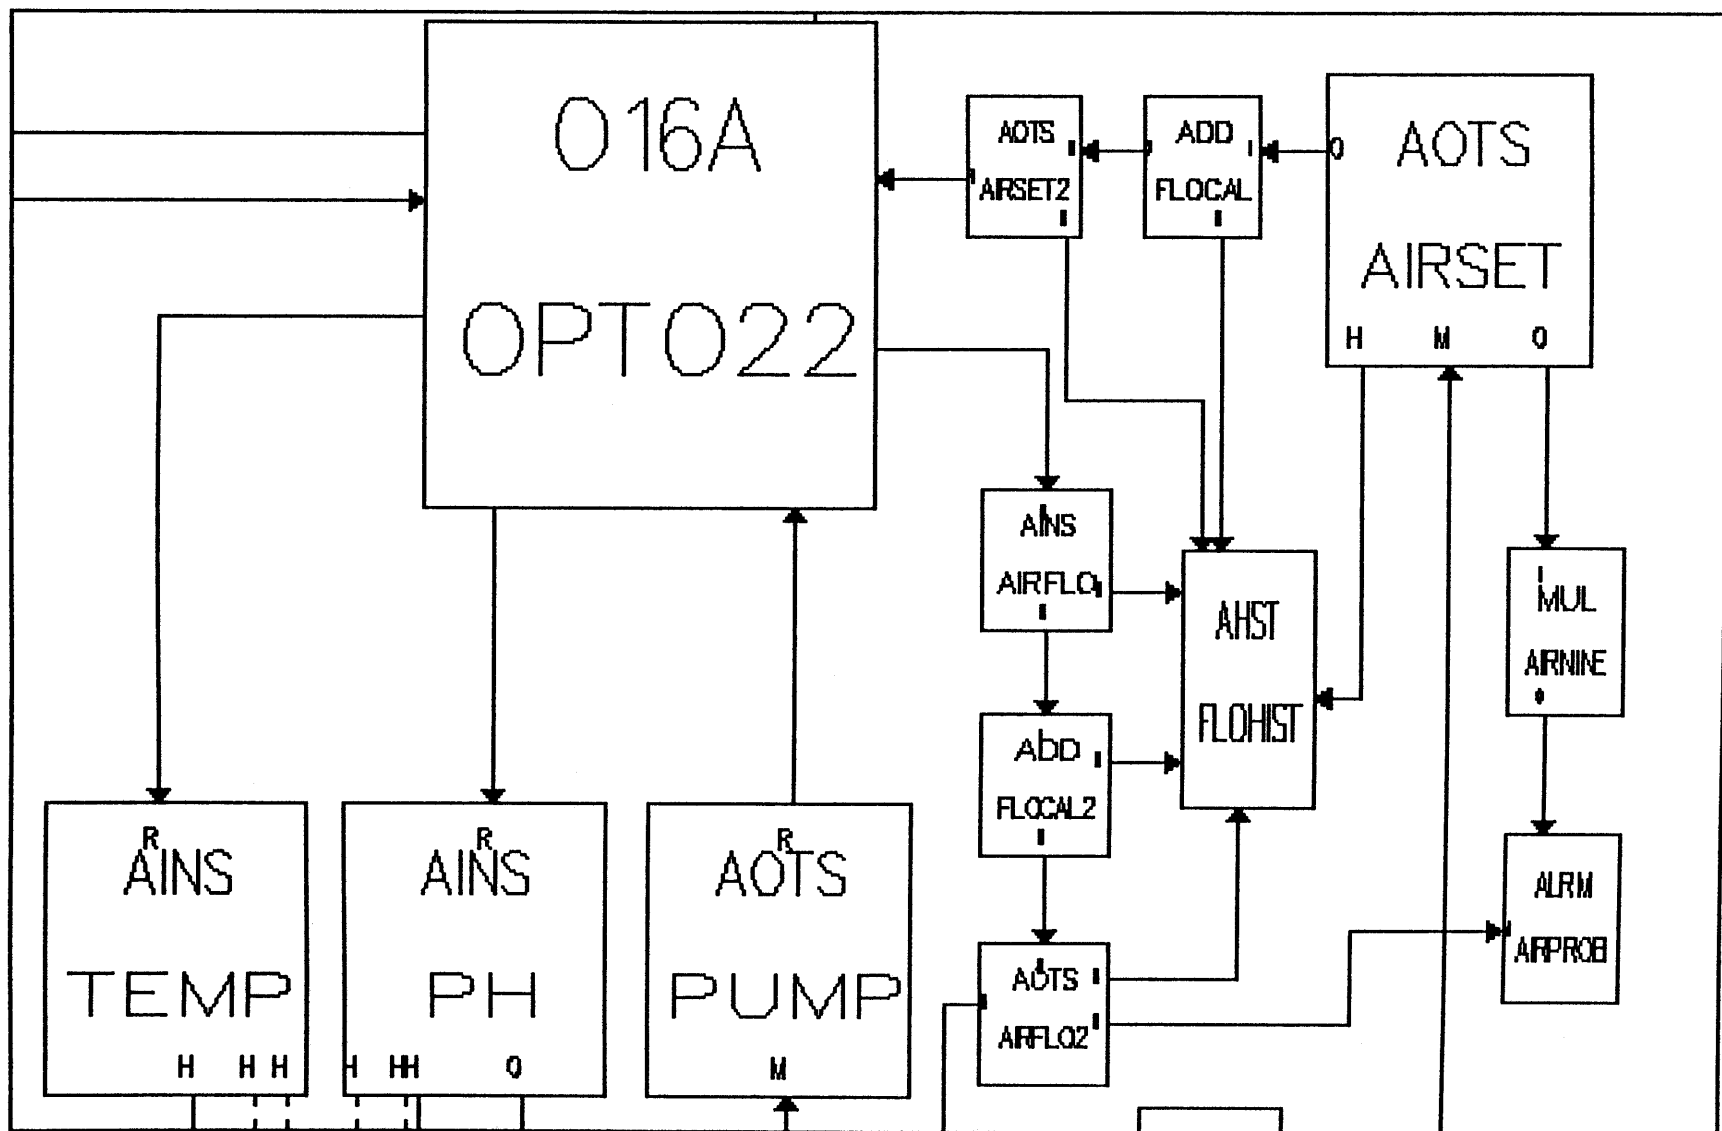 O16A
OPTO22
AOTS
I
AIRSET2
I
I
ADD
I
I
FLOCAL
I
O
AOTS
AIRSET
H M O
I
AINS
AIRFLO
I
I
AHST
FLOHIST
I
MUL
AIRNINE
I
ADD
I
FLOCAL2
I
R
AINS
TEMP
H H H
R
AINS
PH
H HH O
R
AOTS
PUMP
M
I
AOTS
I
I
AIRFLO2
I
ALRM
AIRPROB